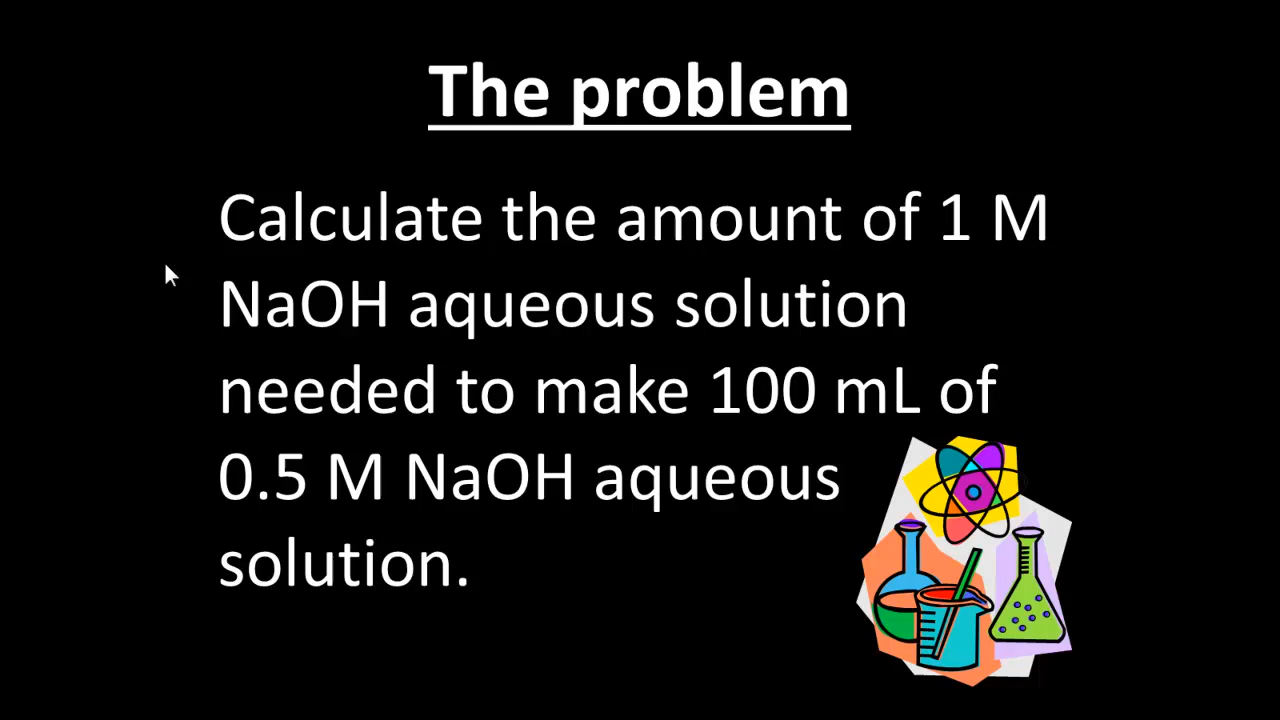 The problem
Calculate the amount of 1 M
NaOH aqueous solution
needed to make 100 mL of
0.5 M NaOH aqueous
solution.